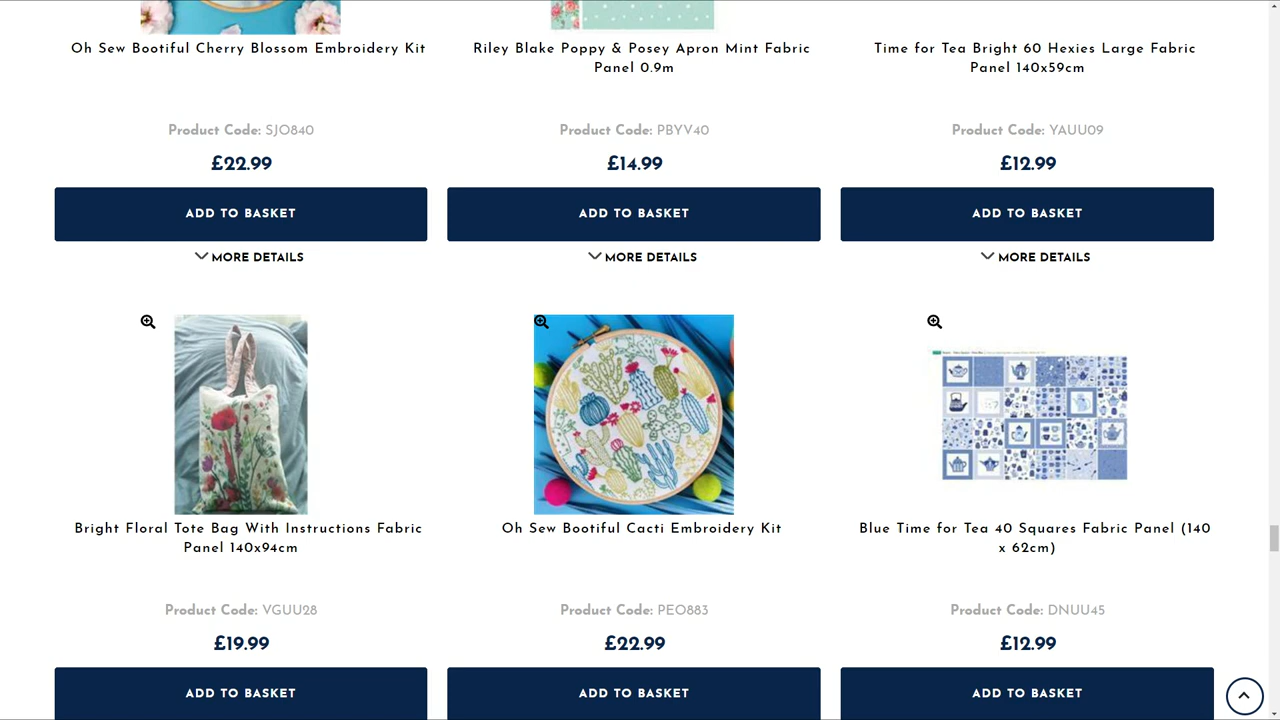 Oh Sew Bootiful Cherry Blossom Embroidery Kit
Product Code: SJO840
£22.99
ADD TO BASKET
MORE DETAILS
Riley Blake Poppy & Posey Apron Mint Fabric
Panel 0.9m
Product Code: PBYV40
£14.99
ADD TO BASKET
MORE DETAILS
Time for Tea Bright 60 Hexies Large Fabric
Panel 140x59cm
Product Code: YAUU09
£12.99
ADD TO BASKET
MORE DETAILS
Bright Floral Tote Bag With Instructions Fabric
Panel 140x94cm
Product Code: VGUU28
£19.99
ADD TO BASKET
Oh Sew Bootiful Cacti Embroidery Kit
Product Code: PEO883
£22.99
ADD TO BASKET
Blue Time for Tea 40 Squares Fabric Panel (140
x 62cm)
Product Code: DNUU45
£12.99
ADD TO BASKET